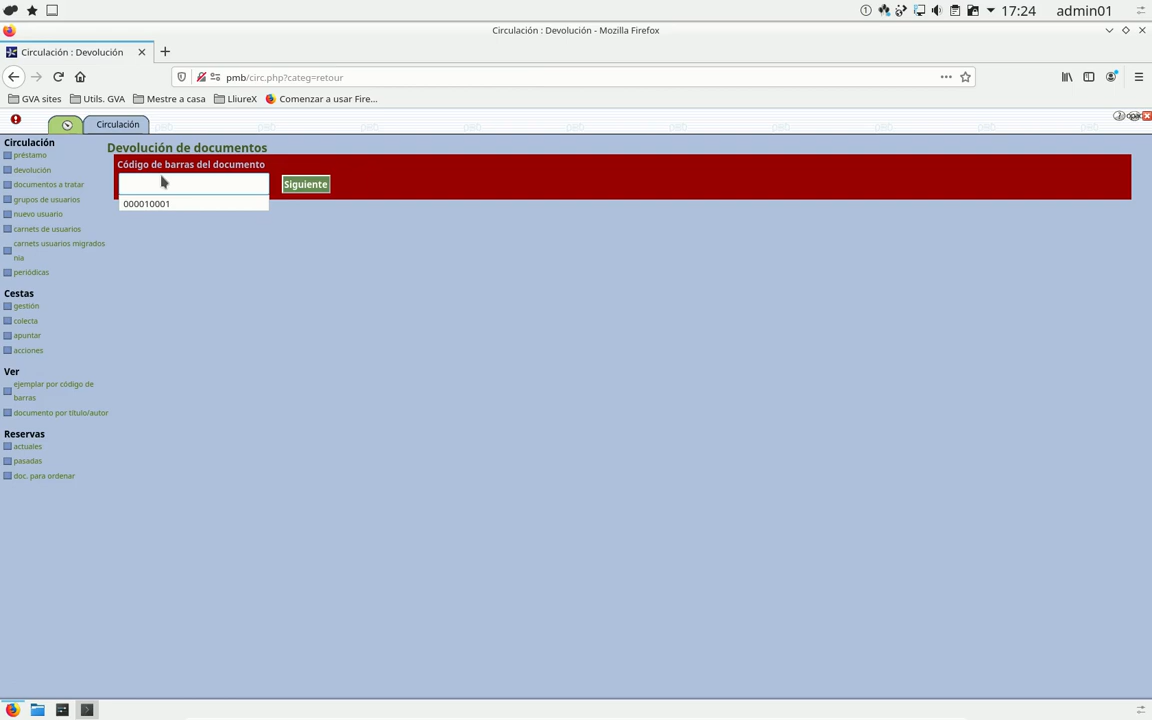 17:24 admin01
Circulación : Devolución - Mozilla Firefox
Circulación : Devolución
pmb/circ.php?categ=retour
GVA sites Utils. GVA Mestre a casa LliureX Comenzar a usar Fire...
Circulación
Circulación
préstamo
devolución
documentos a tratar
grupos de usuarios
nuevo usuario
carnets de usuarios
carnets usuarios migrados
nia
periódicas
Cestas
gestión
colecta
apuntar
acciones
Ver
ejemplar por código de
barras
documento por titulo/autor
Reservas
actuales
pasadas
doc. para ordenar
Devolución de documentos
Código de barras del documento
Siguiente
000010001